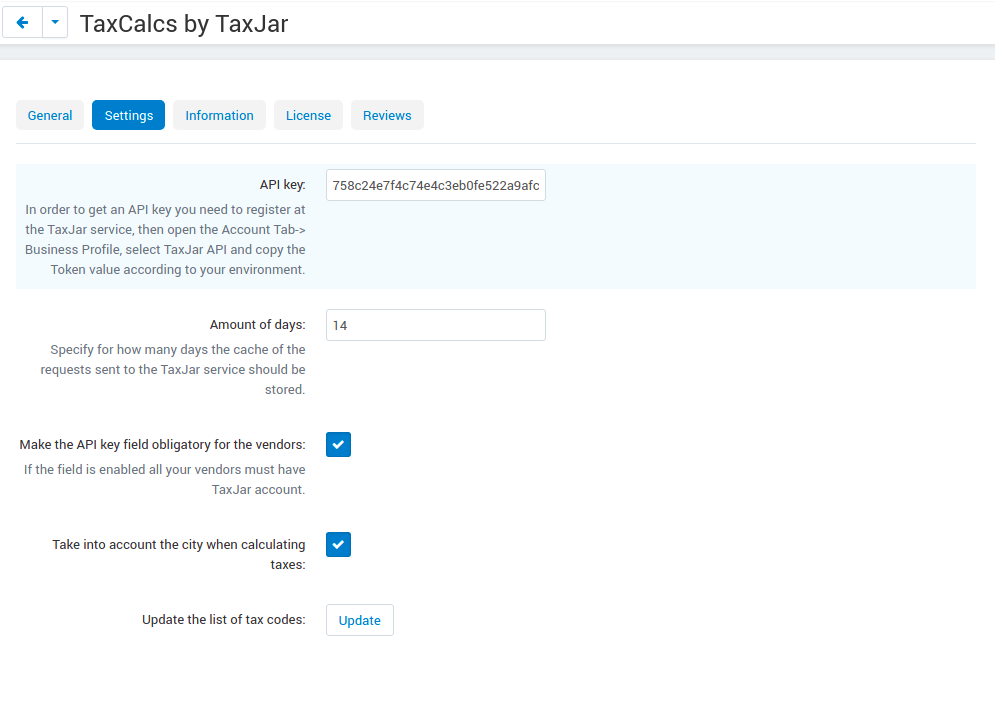 TaxCalcs by TaxJar
General Settings Information License Reviews
API key: 758c24e7f4c74e4c3eb0fe522a9afc
In order to get an API key you need to register at
the TaxJar service, then open the Account Tab->
Business Profile, select TaxJar API and copy the
Token value according to your environment.
Amount of days: 14
Specify for how many days the cache of the
requests sent to the TaxJar service should be
stored.
Make the API key field obligatory for the vendors:
If the field is enabled all your vendors must have
TaxJar account.
Take into account the city when calculating
taxes:
Update the list of tax codes: Update